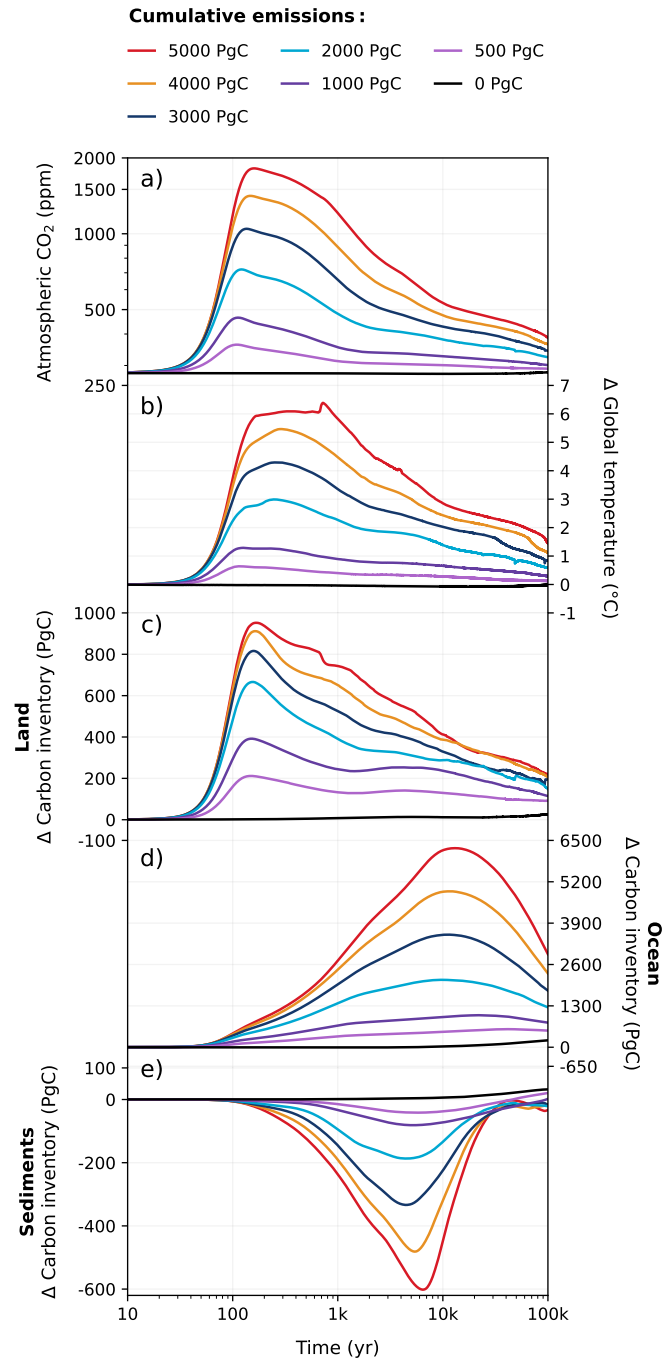 Cumulative emissions:
5000 PgC
2000 PgC
500 PgC
4000 PgC
1000 PgC
0 PgC
3000 PgC
a)
Atmospheric CO₂ (ppm)
2000
1500
1000
500
250
b)
Δ Global temperature (°C)
7
6
5
4
3
2
1
0
-1
c)
Land
Δ Carbon inventory (PgC)
1000
800
600
400
200
0
-100
d)
Ocean
Δ Carbon inventory (PgC)
6500
5200
3900
2600
1300
0
-650
e)
Sediments
Δ Carbon inventory (PgC)
100
0
-200
-400
-600
10
100
1k
10k
100k
Time (yr)